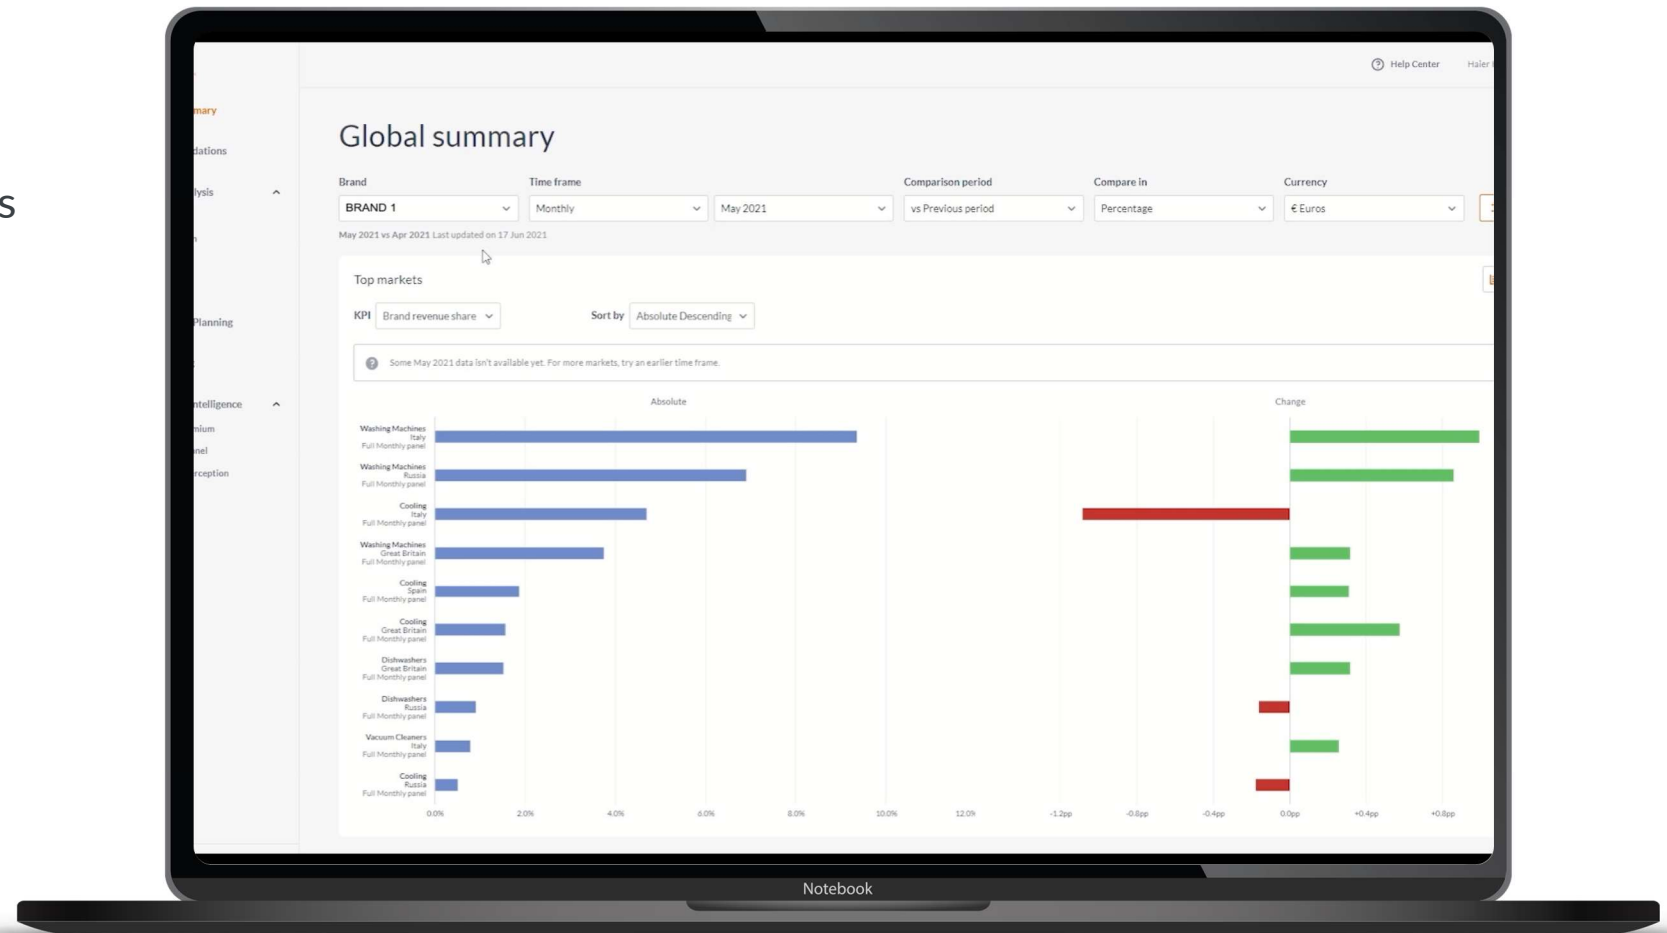 s
Help Center Haier
mary
Global summary
dations
Brand Time frame Comparison period Compare in Currency
lysis
BRAND 1 Monthly May 2021 vs Previous period Percentage € Euros
May 2021 vs Apr 2021 Last updated on 17 Jun 2021
Top markets
KPI Brand revenue share Sort by Absolute Descending
Planning
Some May 2021 data isn't available yet. For more markets, try an earlier time frame.
ntelligence
mium
nel
rception
Absolute Change
Washing Machines
Italy
Full Monthly panel
Washing Machines
Russia
Full Monthly panel
Cooling
Italy
Full Monthly panel
Washing Machines
Great Britain
Full Monthly panel
Cooling
Spain
Full Monthly panel
Cooling
Great Britain
Full Monthly panel
Dishwashers
Great Britain
Full Monthly panel
Dishwashers
Russia
Full Monthly panel
Vacuum Cleaners
Italy
Full Monthly panel
Cooling
Russia
Full Monthly panel
0.0% 2.0% 4.0% 6.0% 8.0% 10.0% 12.0% -1.2pp -0.8pp -0.4pp 0.0pp +0.4pp +0.8pp
Notebook